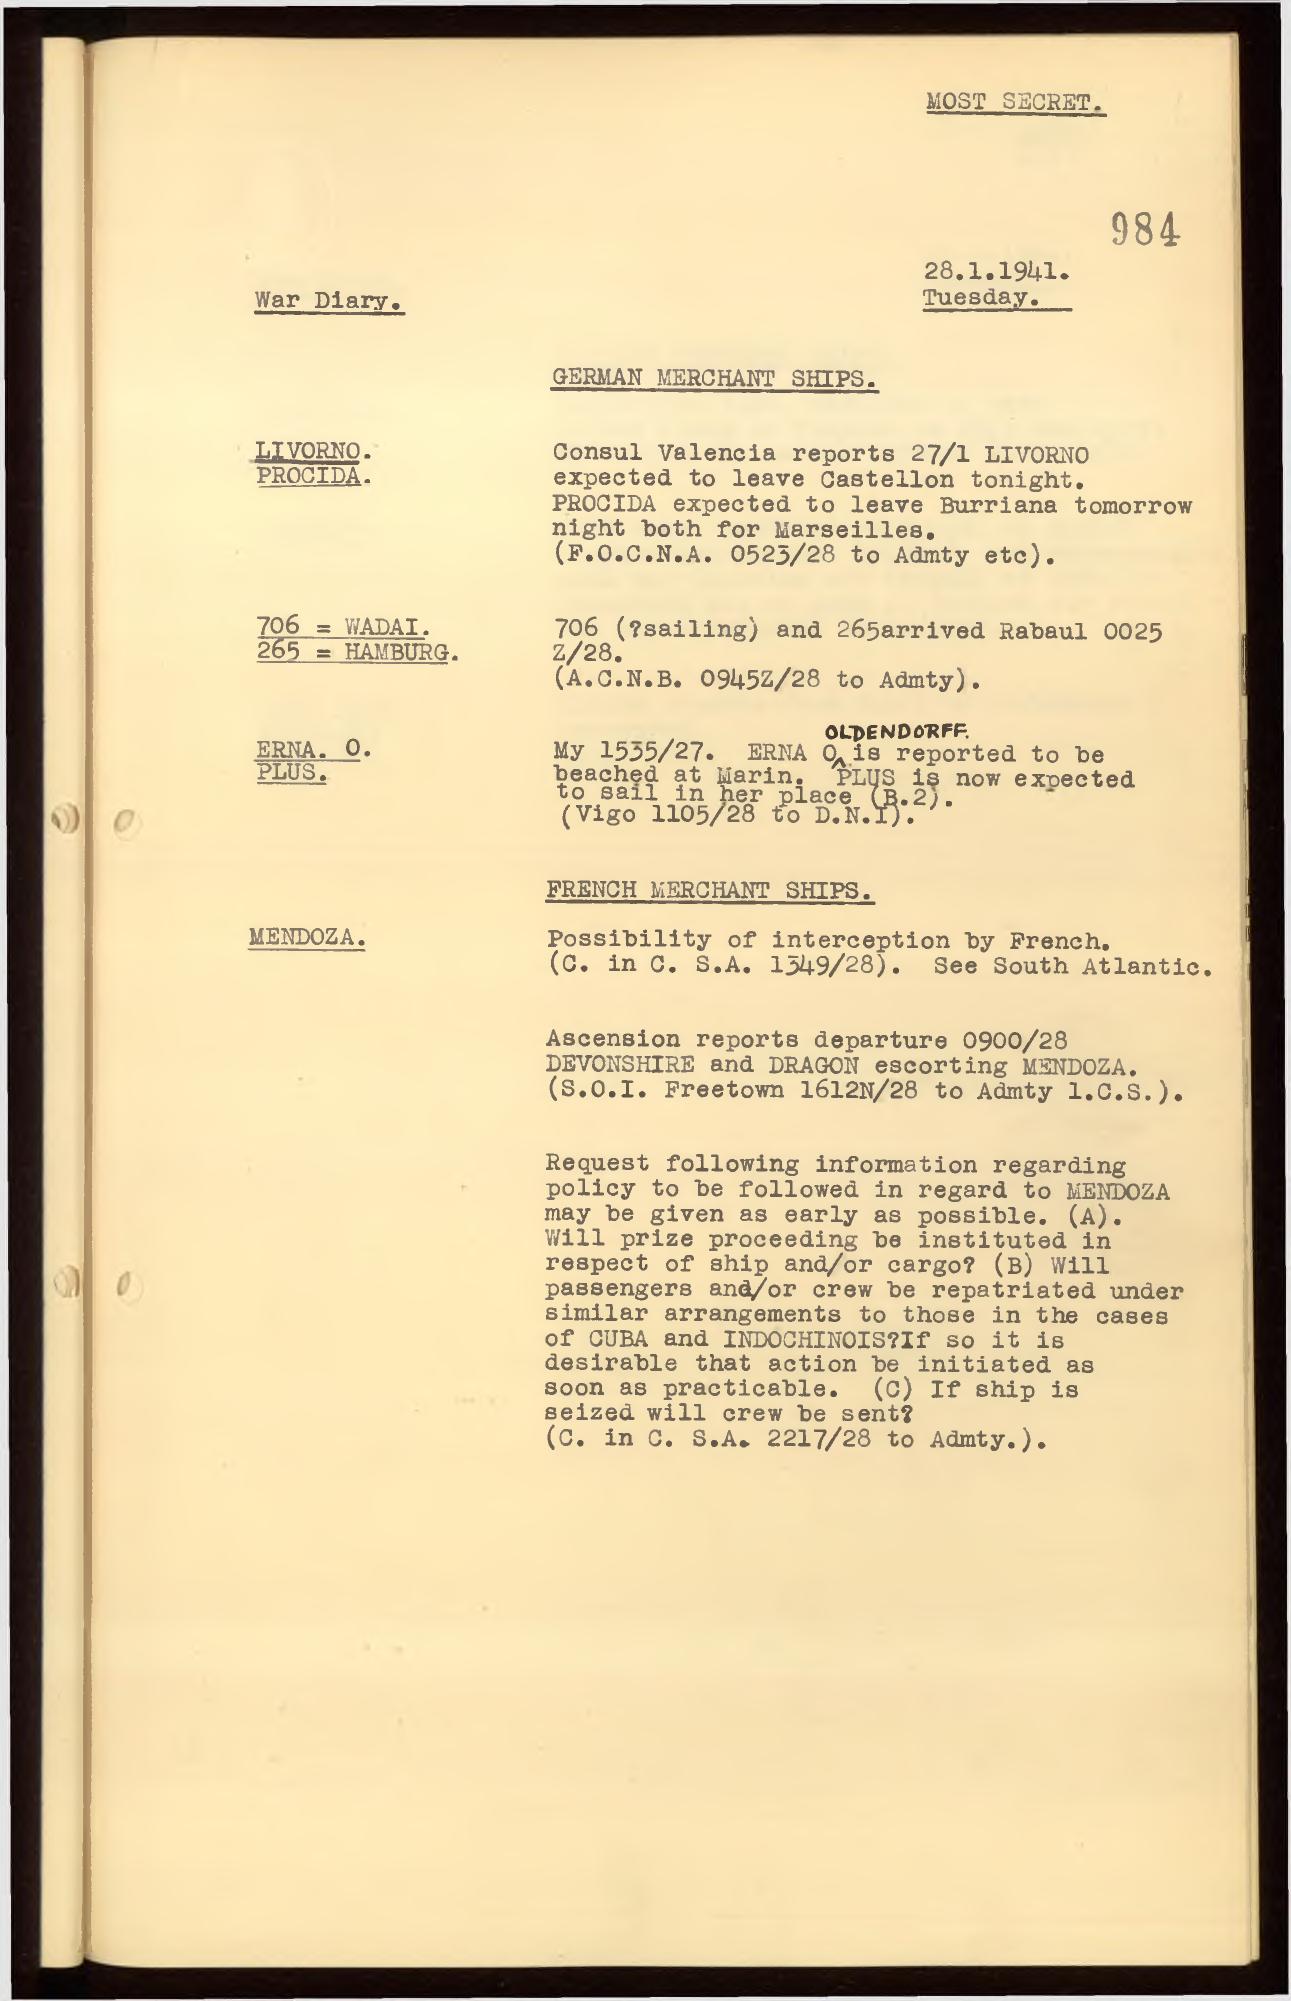 MOST SECRET.
984
28.1.1941.
War Diary.
Tuesday.
GERMAN MERCHANT SHIPS.
LIVORNO.
PROCIDA.
Consul Valencia reports 27/1 LIVORNO
expected to leave Castellon tonight.
PROCIDA expected to leave Burriana tomorrow
night both for Marseilles.
(F.O.C.N.A. 0523/28 to Admty etc).
706 = WADAI.
265 = HAMBURG.
706 (?sailing) and 265arrived Rabaul 0025
Z/28.
(A.C.N.B. 0945Z/28 to Admty).
ERNA. O.
PLUS.
OLDENDORFF.
My 1535/27. ERNA O^ is reported to be
beached at Marin. PLUS is now expected
to sail in her place (B.2).
(Vigo 1105/28 to D.N.I).
FRENCH MERCHANT SHIPS.
MENDOZA.
Possibility of interception by French.
(C. in C. S.A. 1349/28). See South Atlantic.
Ascension reports departure 0900/28
DEVONSHIRE and DRAGON escorting MENDOZA.
(S.O.I. Freetown 1612N/28 to Admty 1.C.S.).
Request following information regarding
policy to be followed in regard to MENDOZA
may be given as early as possible. (A).
Will prize proceeding be instituted in
respect of ship and/or cargo? (B) Will
passengers and/or crew be repatriated under
similar arrangements to those in the cases
of CUBA and INDOCHINOIS?If so it is
desirable that action be initiated as
soon as practicable. (C) If ship is
seized will crew be sent?
(C. in C. S.A. 2217/28 to Admty.).